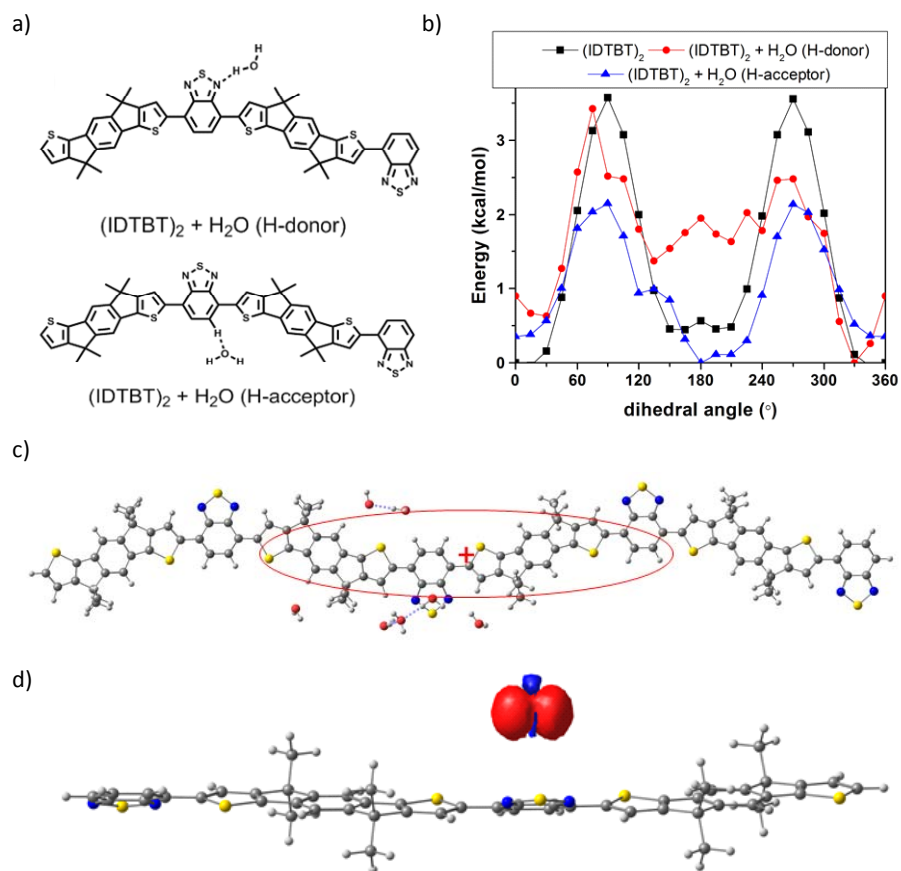 a)
N
S
N
H
O
H
S
S
S
S
N
S
N
(IDTBT)2 + H2O (H-donor)
N
S
N
H
H
O
H
S
S
S
S
N
S
N
(IDTBT)2 + H2O (H-acceptor)
b)
(IDTBT)2
(IDTBT)2 + H2O (H-donor)
(IDTBT)2 + H2O (H-acceptor)
Energy (kcal/mol)
3
2
1
0
0 60 120 180 240 300 360
dihedral angle (°)
c)
+
d)